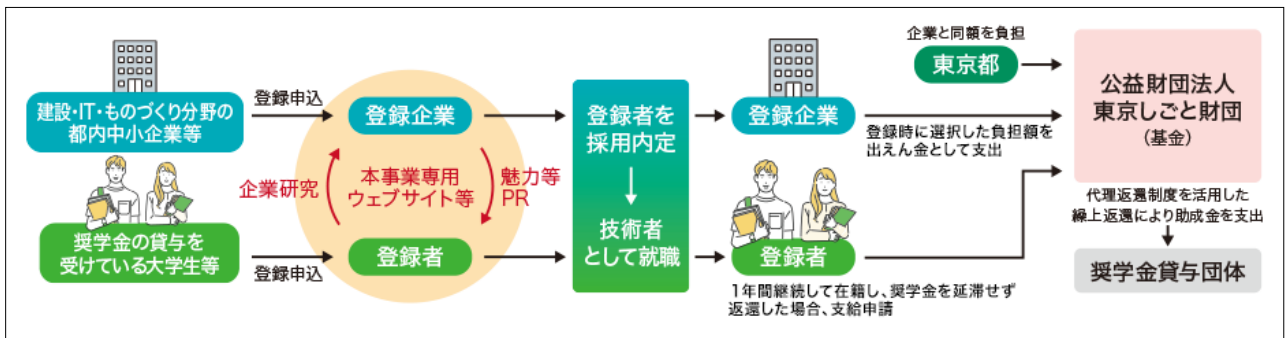 建設・IT・ものづくり分野の
都内中小企業等
奨学金の貸与を
受けている大学生等
登録申込
登録申込
登録企業
企業研究
本事業専用
ウェブサイト等
魅力等
PR
登録者
登録者を
採用内定
技術者
として就職
登録企業
登録者
1年間継続して在籍し、奨学金を延滞せず
返還した場合、支給申請
企業と同額を負担
東京都
登録時に選択した負担額を
出えん金として支出
公益財団法人
東京しごと財団
(基金)
代理返還制度を活用した
繰上返還により助成金を支出
奨学金貸与団体